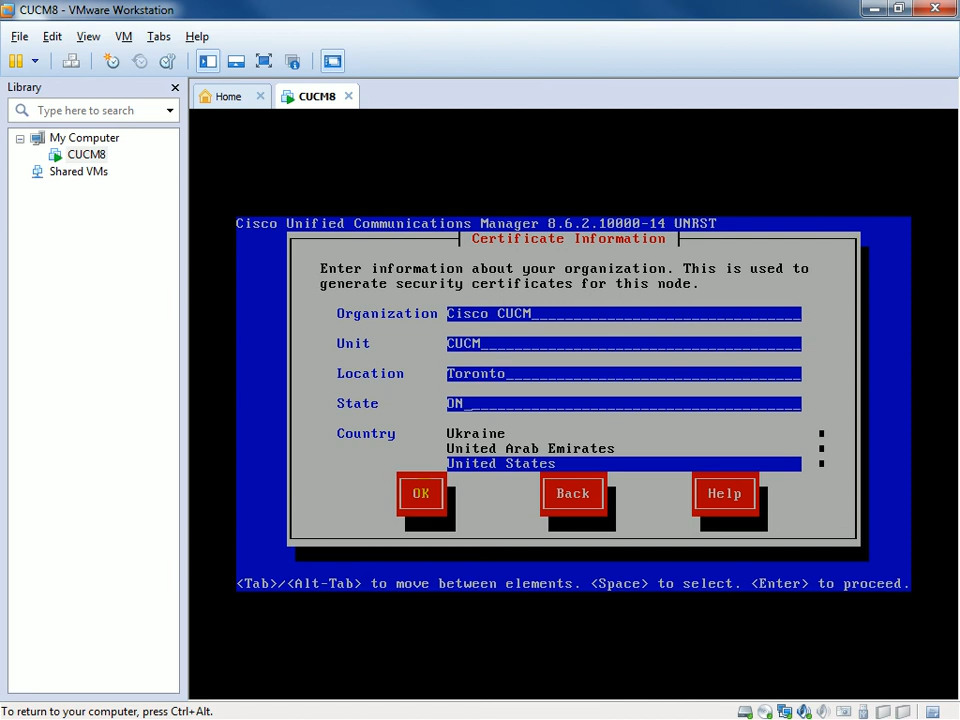 CUCM8 - VMware Workstation
File Edit View VM Tabs Help
Library
Type here to search
My Computer
CUCM8
Shared VMs
Home
CUCM8
Cisco Unified Communications Manager 8.6.2.10000-14 UNRST
Certificate Information
Enter information about your organization. This is used to
generate security certificates for this node.
Organization Cisco CUCM
Unit CUCM
Location Toronto
State ON
Country Ukraine
United Arab Emirates
United States
OK Back Help
<Tab>/<Alt-Tab> to move between elements. <Space> to select. <Enter> to proceed.
To return to your computer, press Ctrl+Alt.